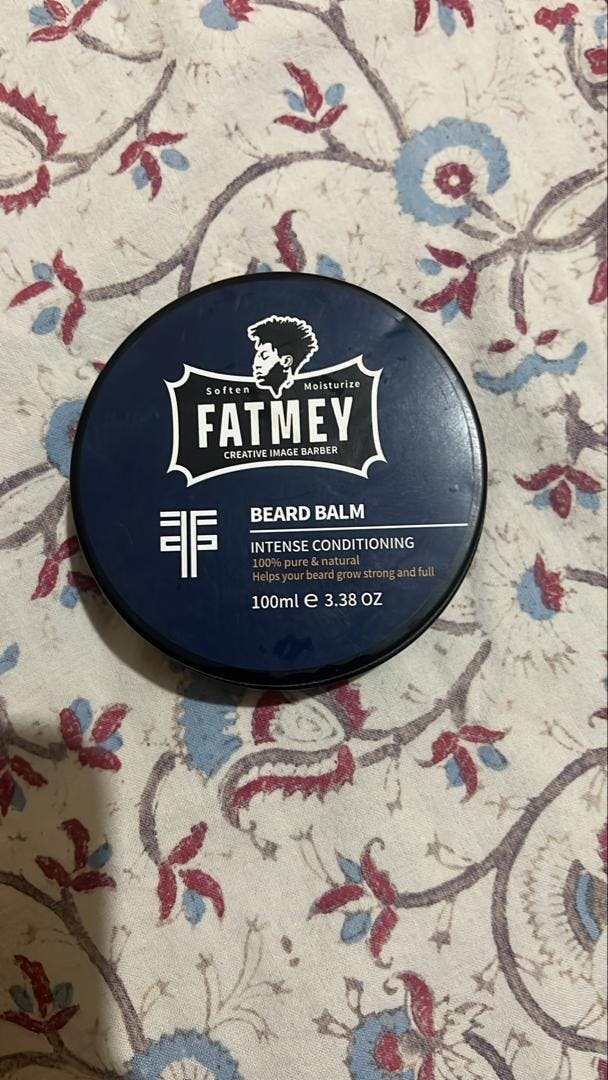 Soften Moisturize
FATMEY
CREATIVE IMAGE BARBER
BEARD BALM
INTENSE CONDITIONING
100% pure & natural
Helps your beard grow strong and full
100ml ℮ 3.38 OZ